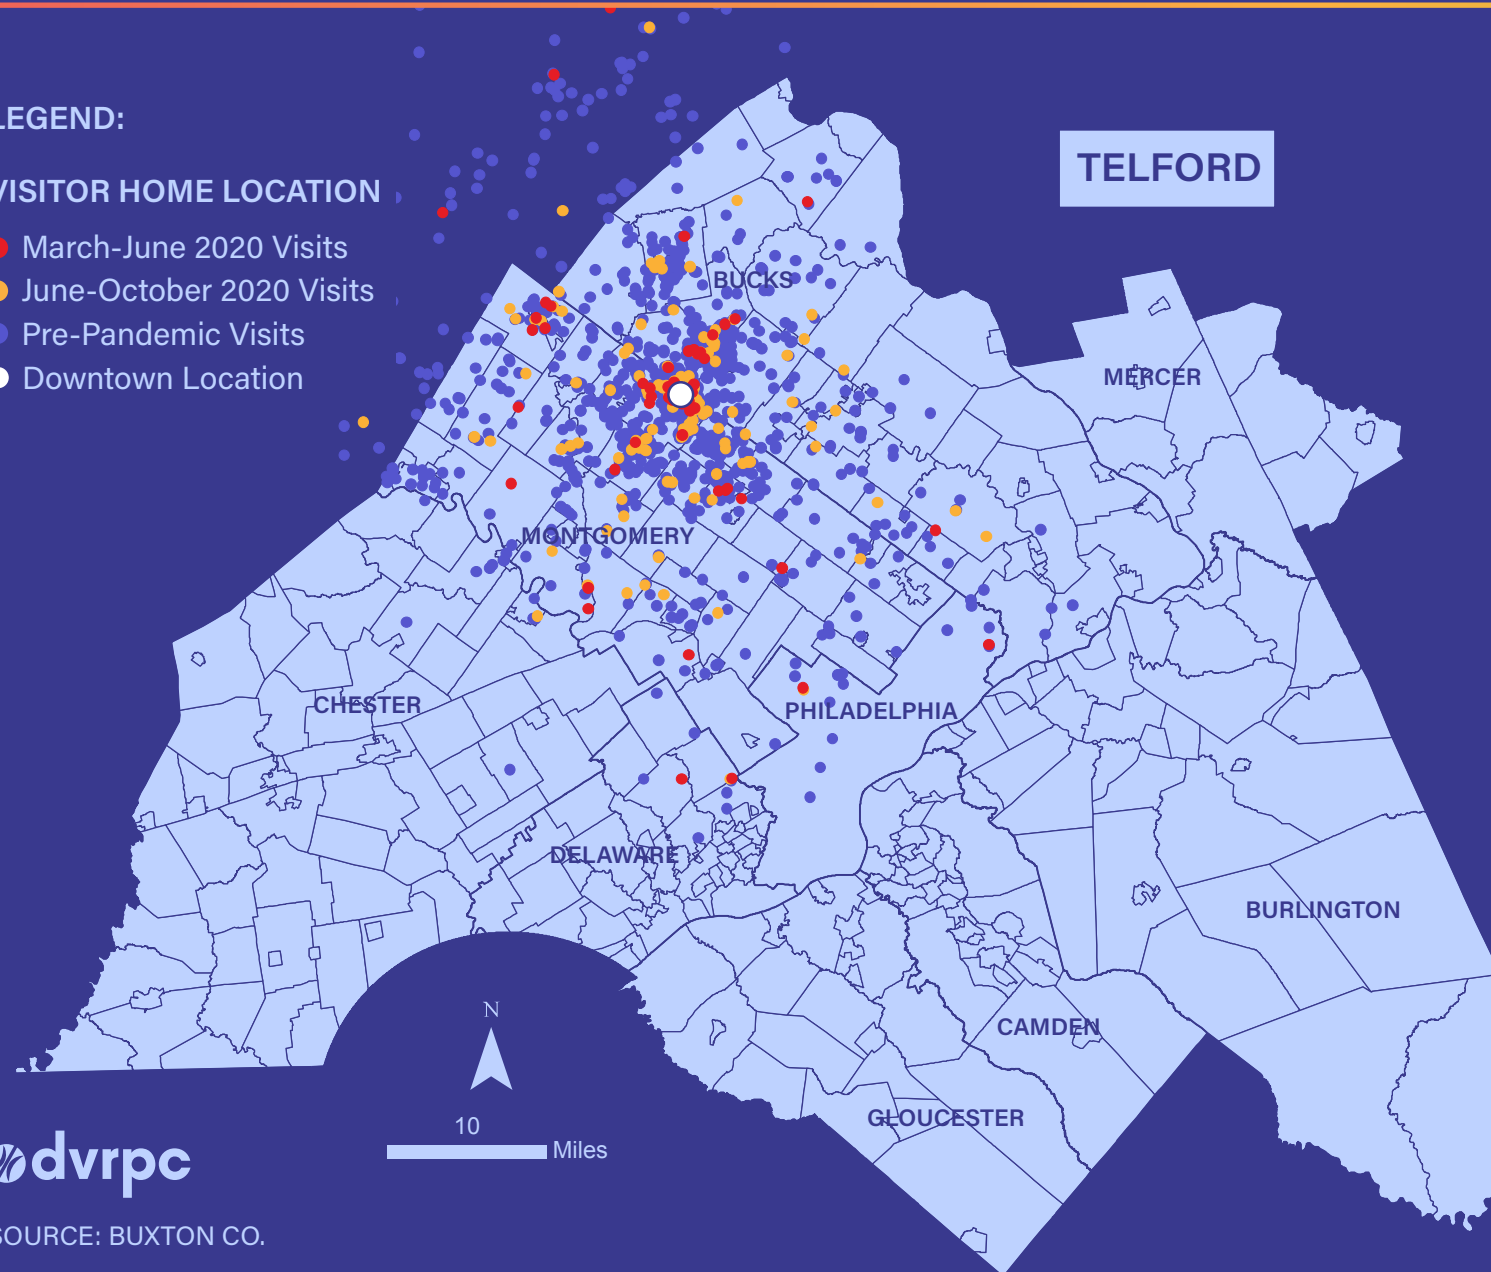 LEGEND:
VISITOR HOME LOCATION
March-June 2020 Visits
June-October 2020 Visits
Pre-Pandemic Visits
Downtown Location
TELFORD
BUCKS
MERCER
MONTGOMERY
CHESTER
PHILADELPHIA
DELAWARE
BURLINGTON
N
CAMDEN
GLOUCESTER
10
Miles
dvrpc
SOURCE: BUXTON CO.